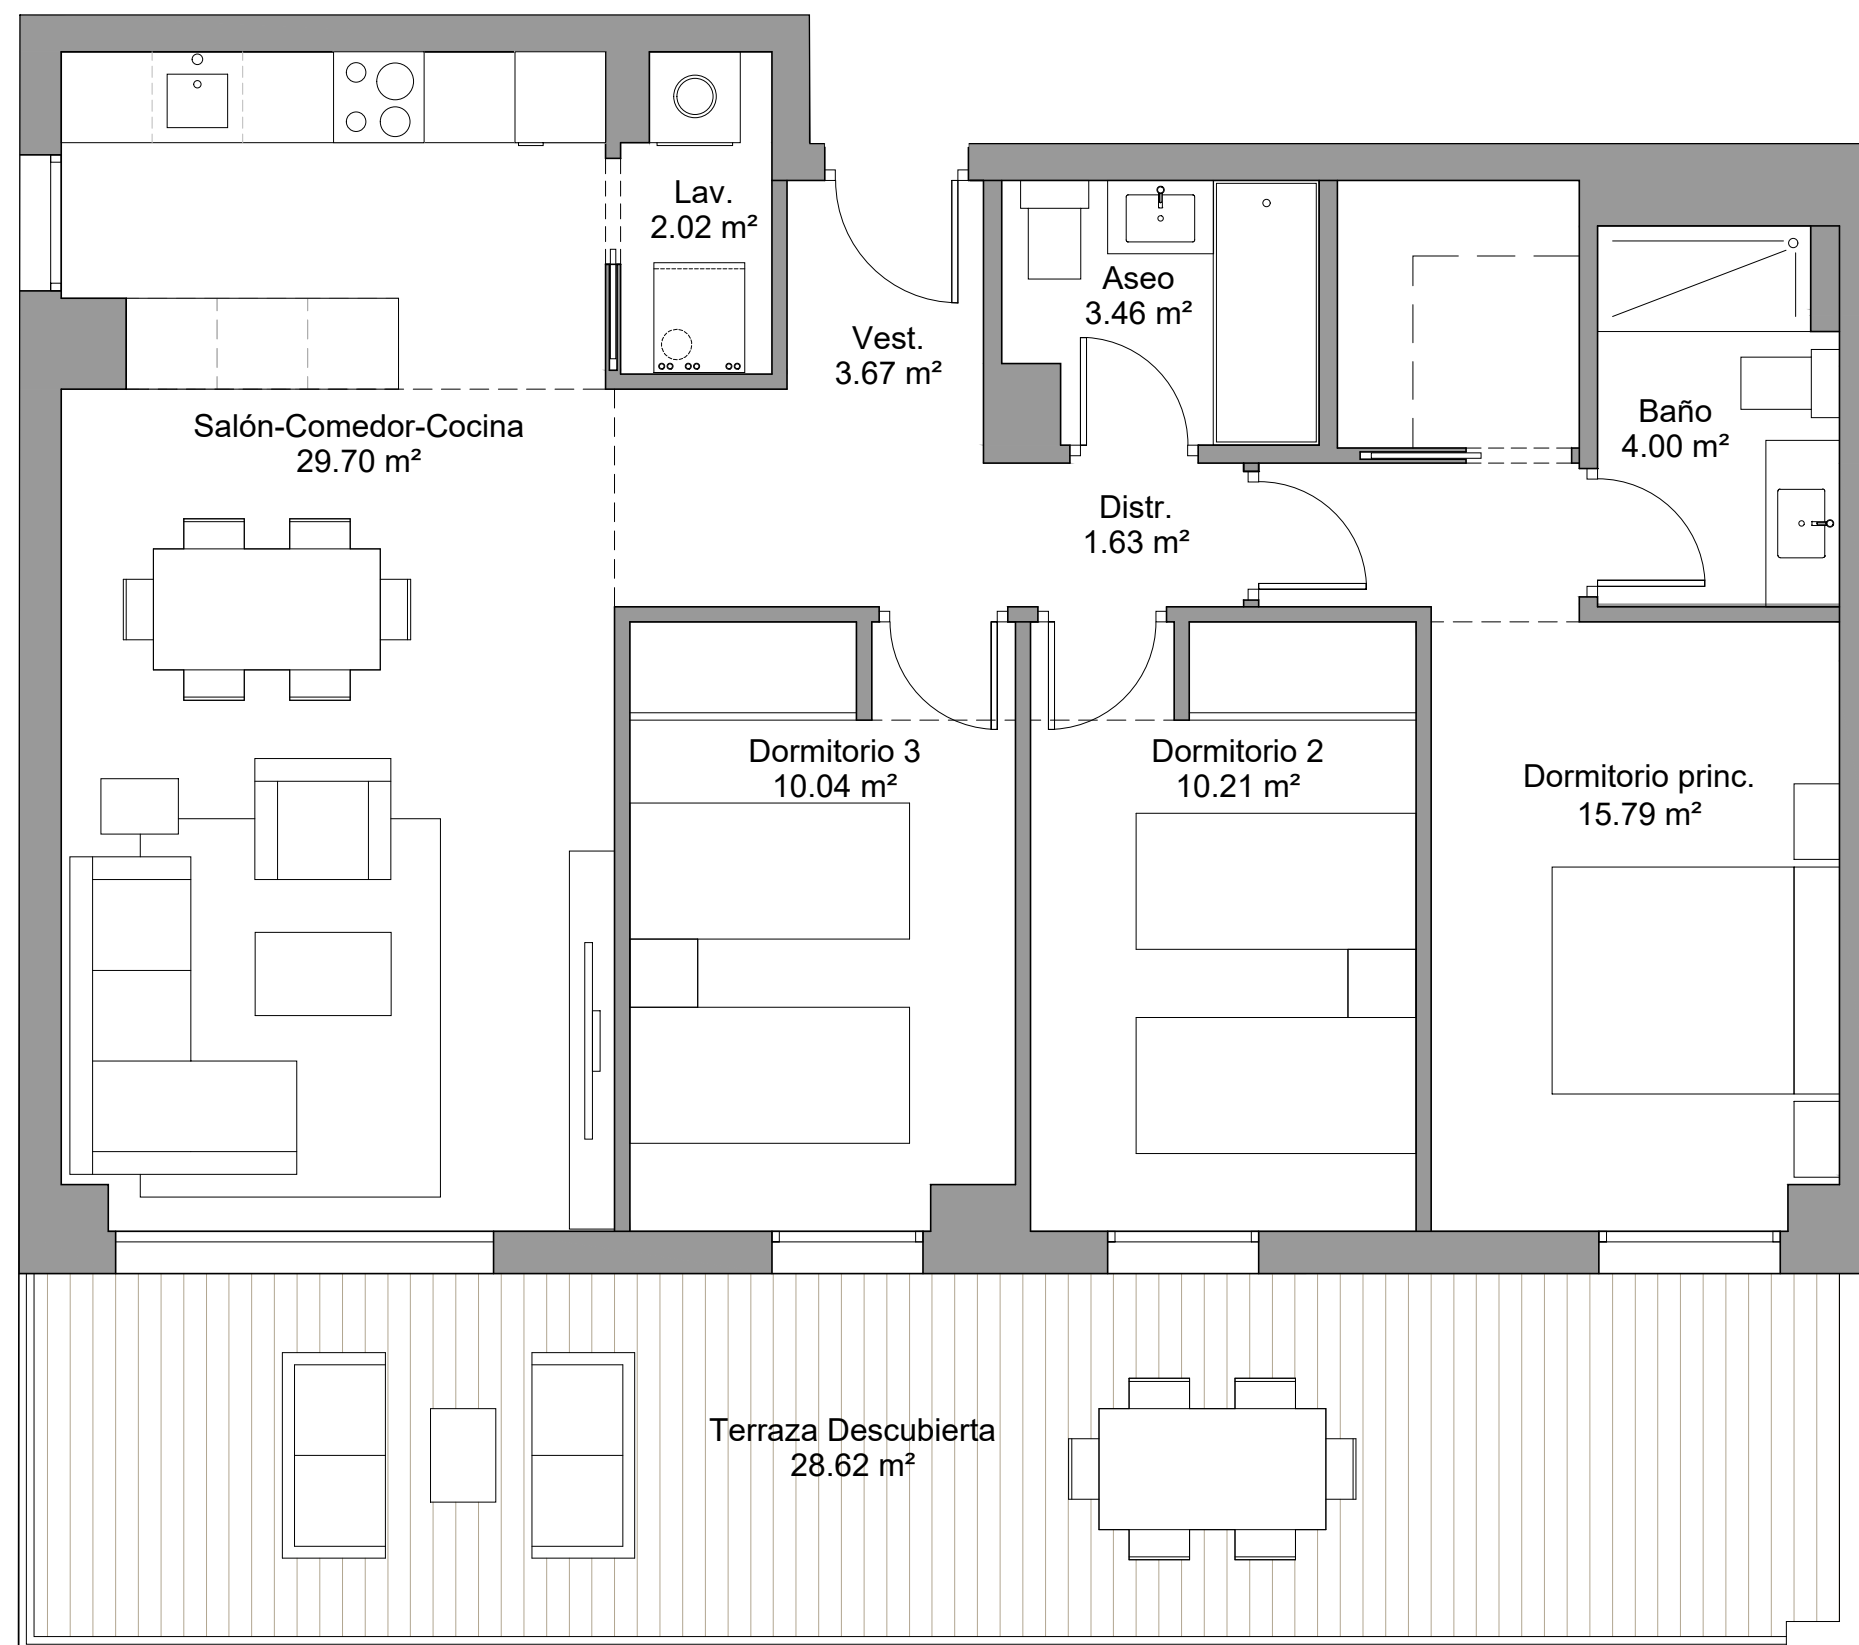 Lav.
2.02 m²
Aseo
3.46 m²
Vest.
3.67 m²
Baño
4.00 m²
Salón-Comedor-Cocina
29.70 m²
Distr.
1.63 m²
Dormitorio 3
10.04 m²
Dormitorio 2
10.21 m²
Dormitorio princ.
15.79 m²
Terraza Descubierta
28.62 m²